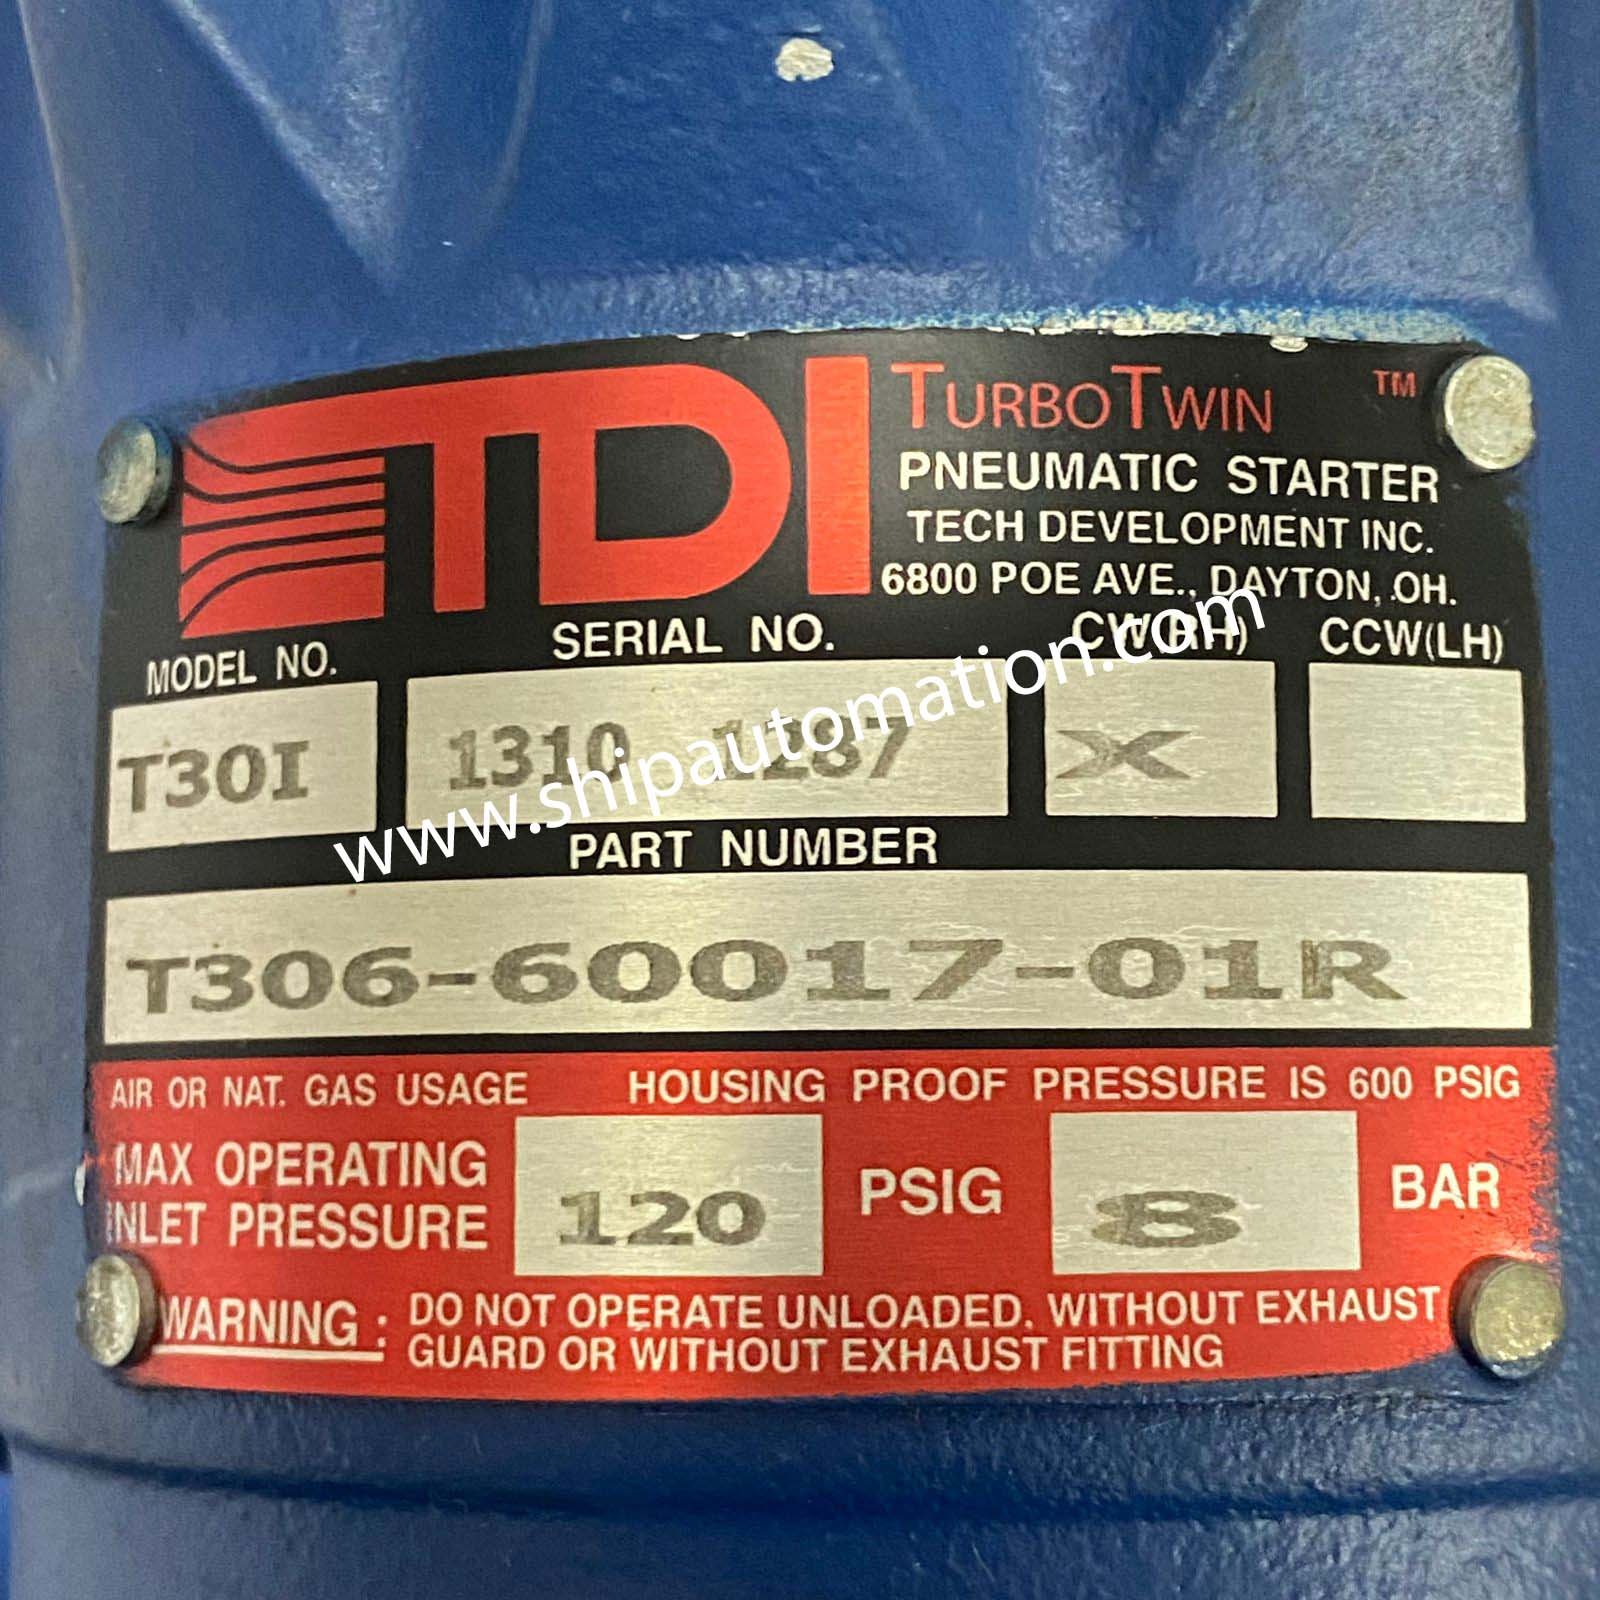 TDI TURBOTWIN ™
PNEUMATIC STARTER
TECH DEVELOPMENT INC.
6800 POE AVE., DAYTON, OH.
MODEL NO. SERIAL NO. CW(RH) CCW(LH)
T30I 1310 1287 X
www.shipautomation.com
PART NUMBER
T306-60017-01R
AIR OR NAT. GAS USAGE HOUSING PROOF PRESSURE IS 600 PSIG
MAX OPERATING
INLET PRESSURE 120 PSIG 8 BAR
WARNING : DO NOT OPERATE UNLOADED, WITHOUT EXHAUST
GUARD OR WITHOUT EXHAUST FITTING